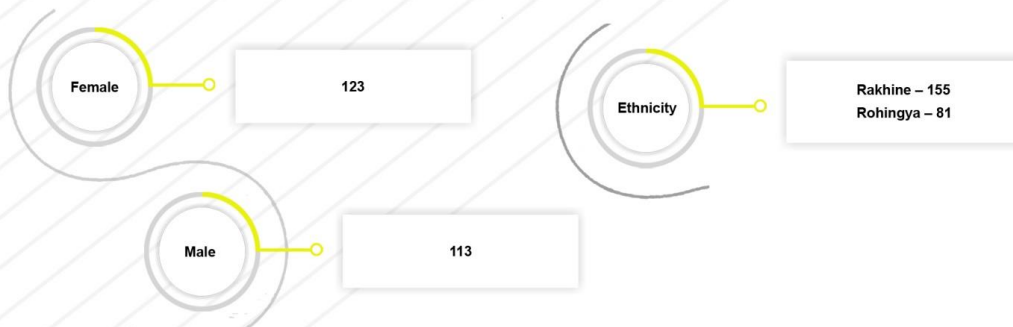 Female
123
Ethnicity
Rakhine – 155
Rohingya – 81
Male
113